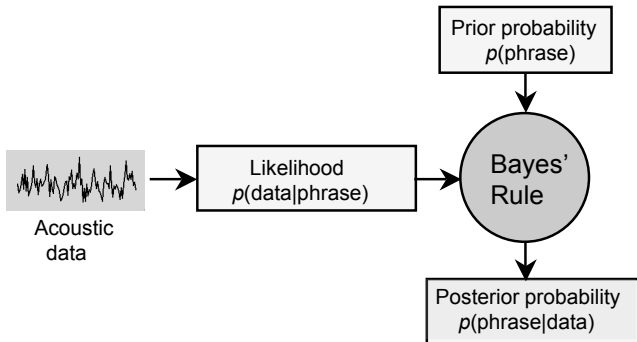 Prior probability
p(phrase)
Likelihood
p(data|phrase)
Bayes’
Rule
Acoustic
data
Posterior probability
p(phrase|data)